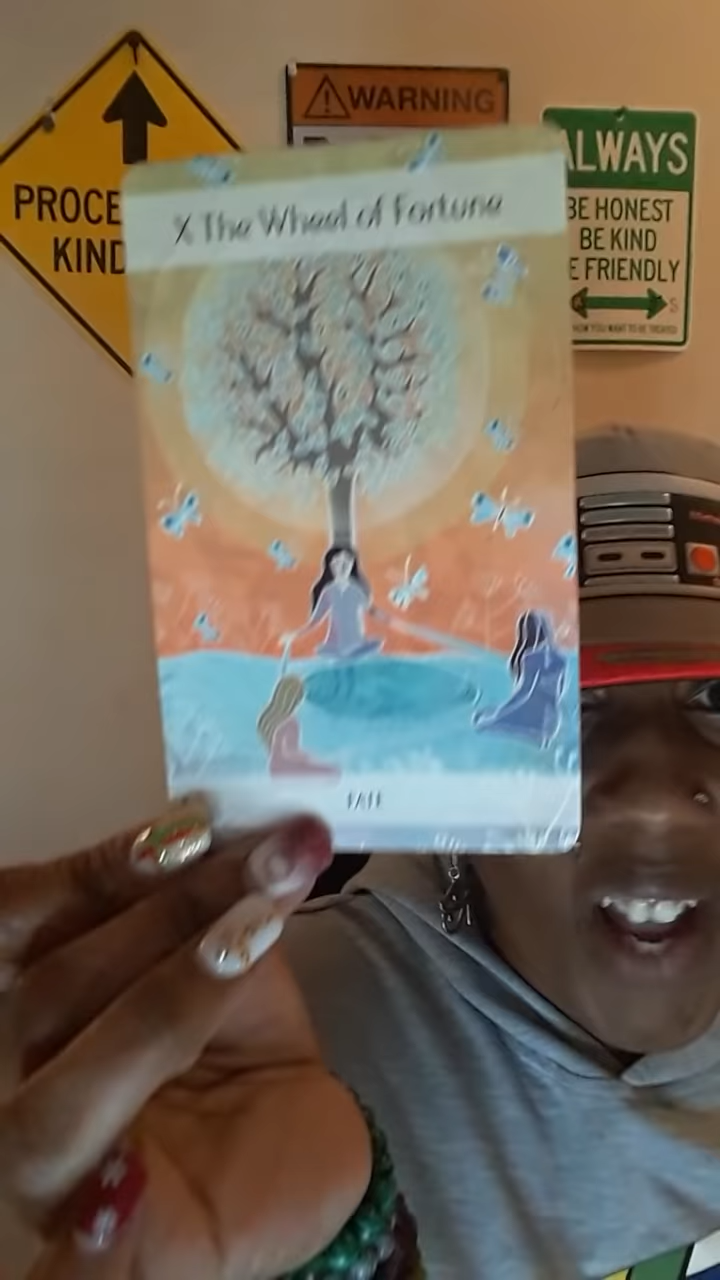 PROCE
KIND
WARNING
ALWAYS
BE HONEST
BE KIND
E FRIENDLY
X The Wheel of Fortune
FATE